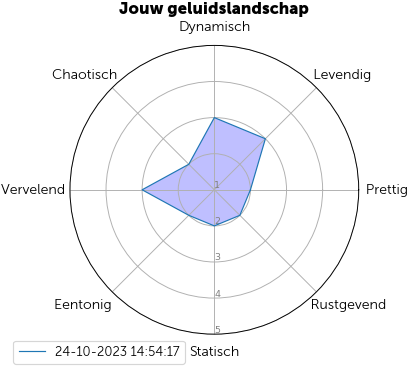 Jouw geluidslandschap
Dynamisch
Chaotisch
Levendig
Vervelend
1
Prettig
2
3
4
Eentonig
Rustgevend
5
24-10-2023 14:54:17
Statisch